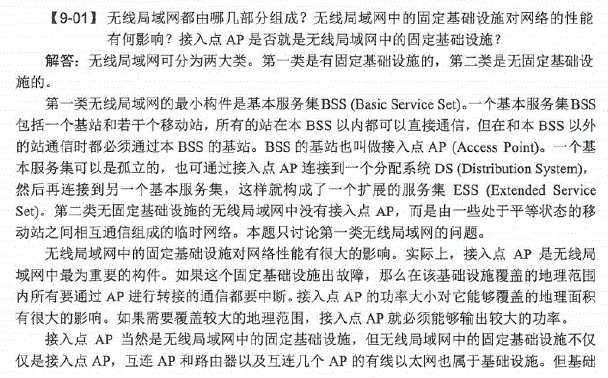 【9-01】 无线局域网都由哪几部分组成？无线局域网中的固定基础设施对网络的性能
有何影响？接入点 AP 是否就是无线局域网中的固定基础设施？
解答：无线局域网可分为两大类。第一类是有固定基础设施的，第二类是无固定基础设
施的。
第一类无线局域网的最小构件是基本服务集BSS (Basic Service Set)。一个基本服务集BSS
包括一个基站和若干个移动站，所有的站在本 BSS 以内都可以直接通信，但在和本 BSS 以外
的站通信时都必须通过本 BSS 的基站。BSS 的基站也叫做接入点 AP (Access Point)。一个基
本服务集可以是孤立的，也可通过接入点 AP 连接到一个分配系统 DS (Distribution System)，
然后再连接到另一个基本服务集，这样就构成了一个扩展的服务集 ESS (Extended Service
Set)。第二类无固定基础设施的无线局域网中没有接入点 AP，而是由一些处于平等状态的移
动站之间相互通信组成的临时网络。本题只讨论第一类无线局域网的问题。
无线局域网中的固定基础设施对网络性能有很大的影响。实际上，接入点 AP 是无线局
域网中最为重要的构件。如果这个固定基础设施出故障，那么在该基础设施覆盖的地理范围
内所有要通过 AP 进行转接的通信都要中断。接入点 AP 的功率大小对它能够覆盖的地理面积
有很大的影响。如果需要覆盖较大的地理范围，接入点 AP 就必须能够输出较大的功率。
接入点 AP 当然是无线局域网中的固定基础设施，但无线局域网中的固定基础设施不仅
仅是接入点 AP，互连 AP 和路由器以及互连几个 AP 的有线以太网也属于基础设施。但基础